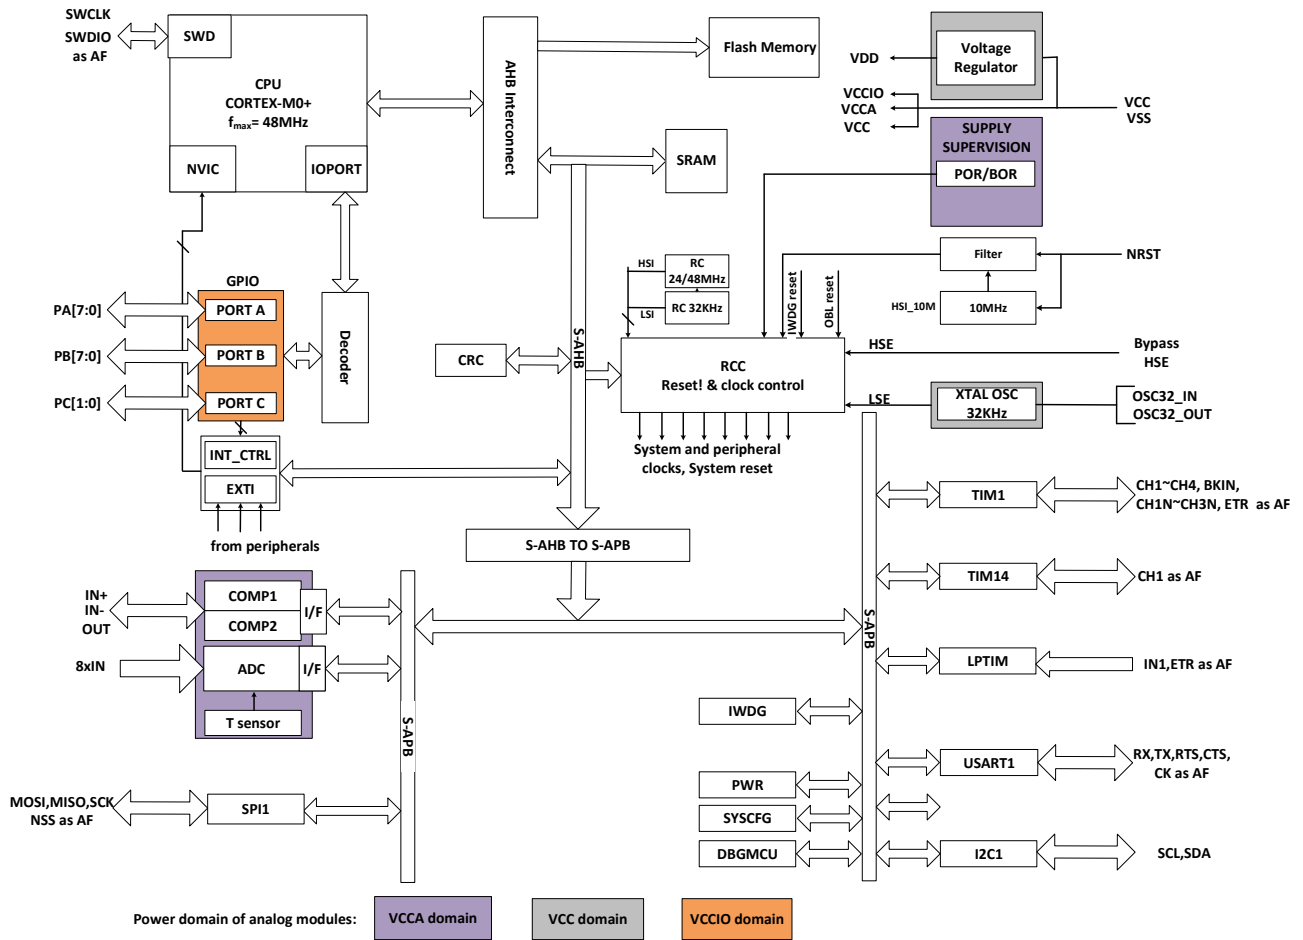 SWCLK
SWDIO
as AF
SWD
CPU
CORTEX-M0+
fmax= 48MHz
NVIC
IOPORT
AHB Interconnect
Flash Memory
SRAM
VDD
VCCIO
VCCA
VCC
Voltage
Regulator
VCC
VSS
SUPPLY
SUPERVISION
POR/BOR
Filter
NRST
HSI_10M
10MHz
HSI
RC
24/48MHz
LSI
RC 32KHz
IWDG reset
OBL reset
GPIO
PA[7:0]
PORT A
PB[7:0]
PORT B
PC[1:0]
PORT C
Decoder
CRC
S-AHB
RCC
Reset! & clock control
HSE
Bypass
HSE
LSE
XTAL OSC
32KHz
OSC32_IN
OSC32_OUT
System and peripheral
clocks, System reset
INT_CTRL
EXTI
from peripherals
S-AHB TO S-APB
IN+
IN-
OUT
COMP1
COMP2
I/F
8xIN
ADC
I/F
T sensor
S-APB
MOSI,MISO,SCK
NSS as AF
SPI1
S-APB
TIM1
CH1~CH4, BKIN,
CH1N~CH3N, ETR as AF
TIM14
CH1 as AF
LPTIM
IN1,ETR as AF
IWDG
USART1
RX,TX,RTS,CTS,
CK as AF
PWR
SYSCFG
DBGMCU
I2C1
SCL,SDA
Power domain of analog modules:
VCCA domain
VCC domain
VCCIO domain